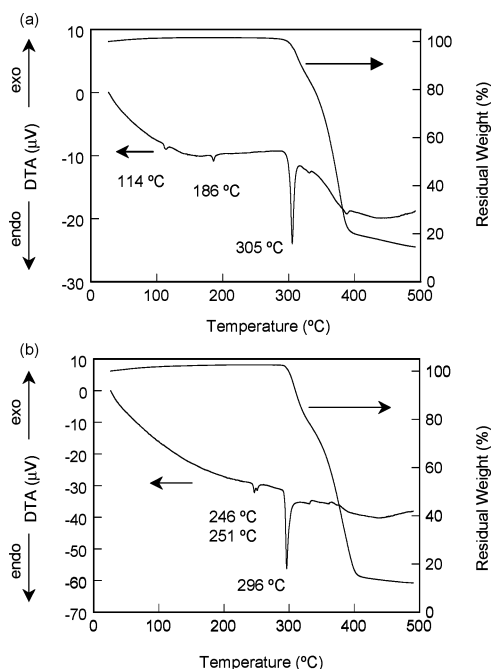 (a)
10
0
-10
-20
-30
endo DTA (µV) exo
114 ºC
186 ºC
305 ºC
100
80
60
40
20
0
Residual Weight (%)
0 100 200 300 400 500
Temperature (ºC)
(b)
10
0
-10
-20
-30
-40
-50
-60
-70
endo DTA (µV) exo
246 ºC
251 ºC
296 ºC
100
80
60
40
20
0
Residual Weight (%)
0 100 200 300 400 500
Temperature (ºC)